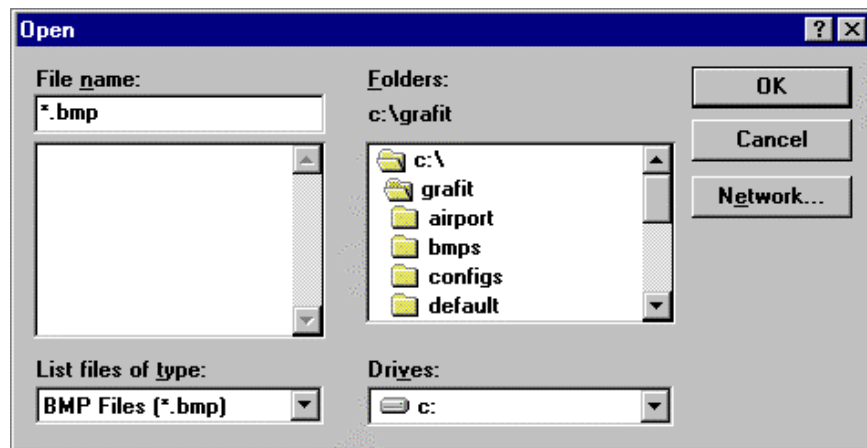 Open
File name:
*.bmp
Folders:
c:\grafit
c:\
grafit
airport
bmps
configs
default
OK
Cancel
Network...
List files of type:
BMP Files (*.bmp)
Drives:
c: